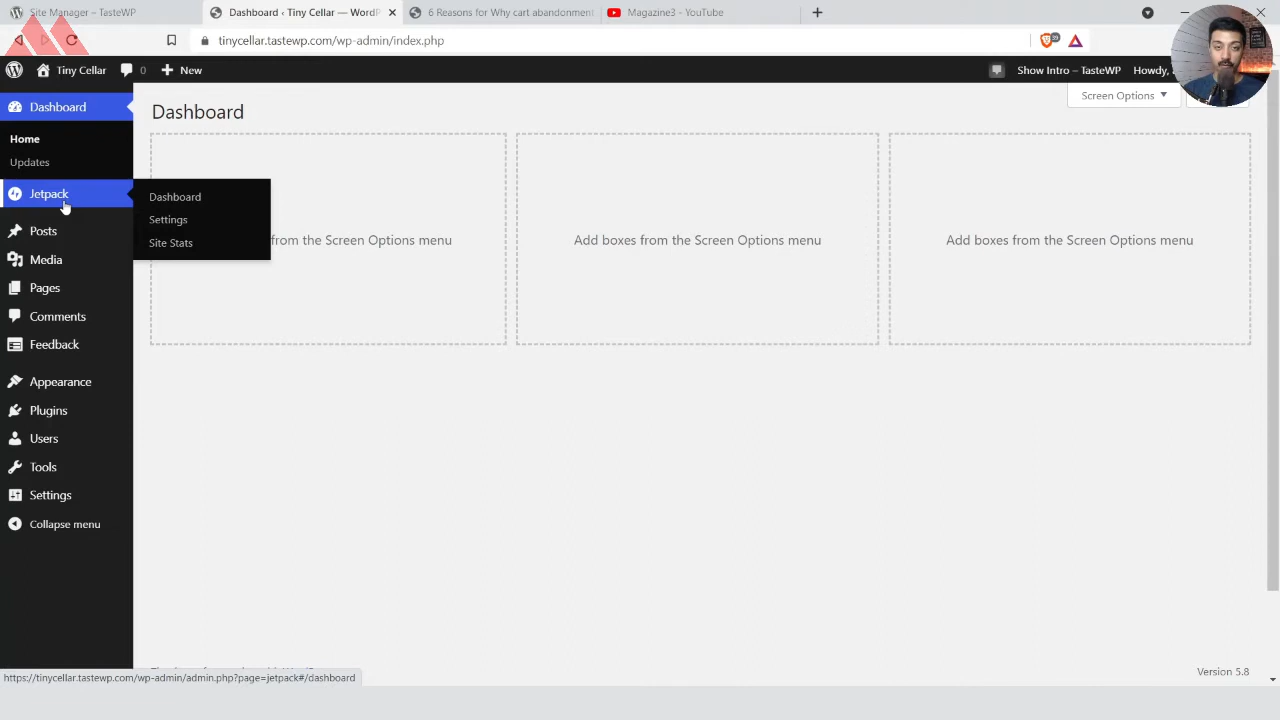 Site Manager - TasteWP
Dashboard ‹ Tiny Cellar — WordP
6 Reasons for Why cart abandonment
Magazine3 - YouTube
tinycellar.tastewp.com/wp-admin/index.php
39
Tiny Cellar
0
New
Show Intro – TasteWP
Howdy,
Dashboard
Home
Updates
Jetpack
Dashboard
Settings
Site Stats
Posts
Media
Pages
Comments
Feedback
Appearance
Plugins
Users
Tools
Settings
Collapse menu
Dashboard
Screen Options
from the Screen Options menu
Add boxes from the Screen Options menu
Add boxes from the Screen Options menu
Version 5.8
https://tinycellar.tastewp.com/wp-admin/admin.php?page=jetpack#/dashboard